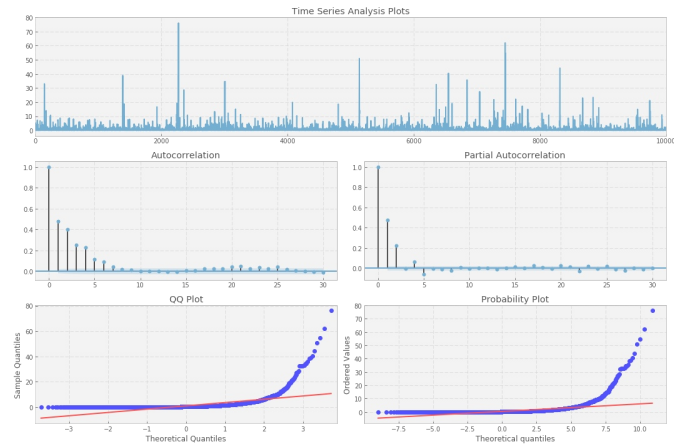 Time Series Analysis Plots
80
70
60
50
40
30
20
10
0
0 2000 4000 6000 8000 10000
Autocorrelation Partial Autocorrelation
1.0 1.0
0.8 0.8
0.6 0.6
0.4 0.4
0.2 0.2
0.0 0.0
0 5 10 15 20 25 30 0 5 10 15 20 25 30
QQ Plot Probability Plot
Sample Quantiles
80
60
40
20
0
−3 −2 −1 0 1 2 3
Theoretical Quantiles
Ordered Values
80
70
60
50
40
30
20
10
0
−7.5 −5.0 −2.5 0.0 2.5 5.0 7.5 10.0
Theoretical quantiles